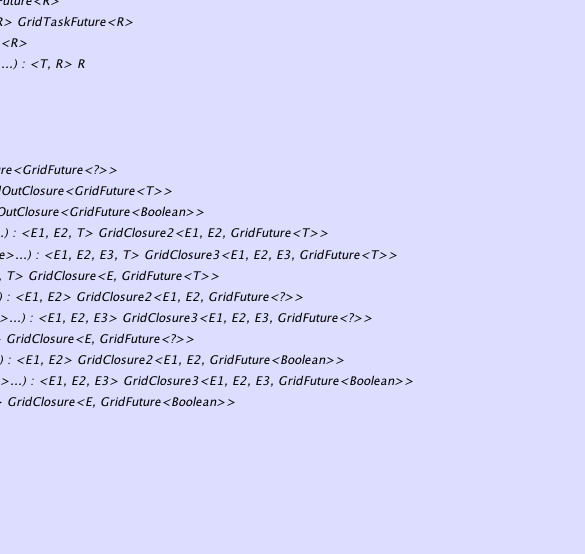 Future<R>
R> GridTaskFuture<R>
<R>
...) : <T, R> R
re<GridFuture<?>>
OutClosure<GridFuture<T>>
OutClosure<GridFuture<Boolean>>
..) : <E1, E2, T> GridClosure2<E1, E2, GridFuture<T>>
e>...) : <E1, E2, E3, T> GridClosure3<E1, E2, E3, GridFuture<T>>
, T> GridClosure<E, GridFuture<T>>
) : <E1, E2> GridClosure2<E1, E2, GridFuture<?>>
>...) : <E1, E2, E3> GridClosure3<E1, E2, E3, GridFuture<?>>
GridClosure<E, GridFuture<?>>
) : <E1, E2> GridClosure2<E1, E2, GridFuture<Boolean>>
>...) : <E1, E2, E3> GridClosure3<E1, E2, E3, GridFuture<Boolean>>
> GridClosure<E, GridFuture<Boolean>>